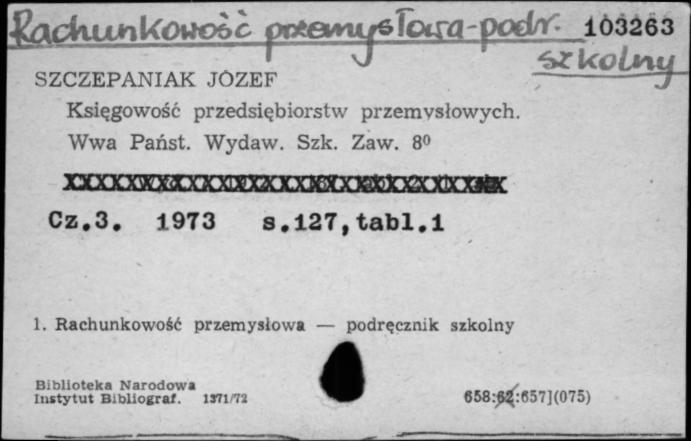 Rachunkowość przemysłowa-podr. 103263
szkolny
SZCZEPANIAK JÓZEF
Księgowość przedsiębiorstw przemysłowych.
Wwa Państ. Wydaw. Szk. Zaw. 8⁰
Cz.3. 1973 s.127,tabl.1
1. Rachunkowość przemysłowa — podręcznik szkolny
Biblioteka Narodowa
Instytut Bibliograf. 1971/72 658:62:657](075)